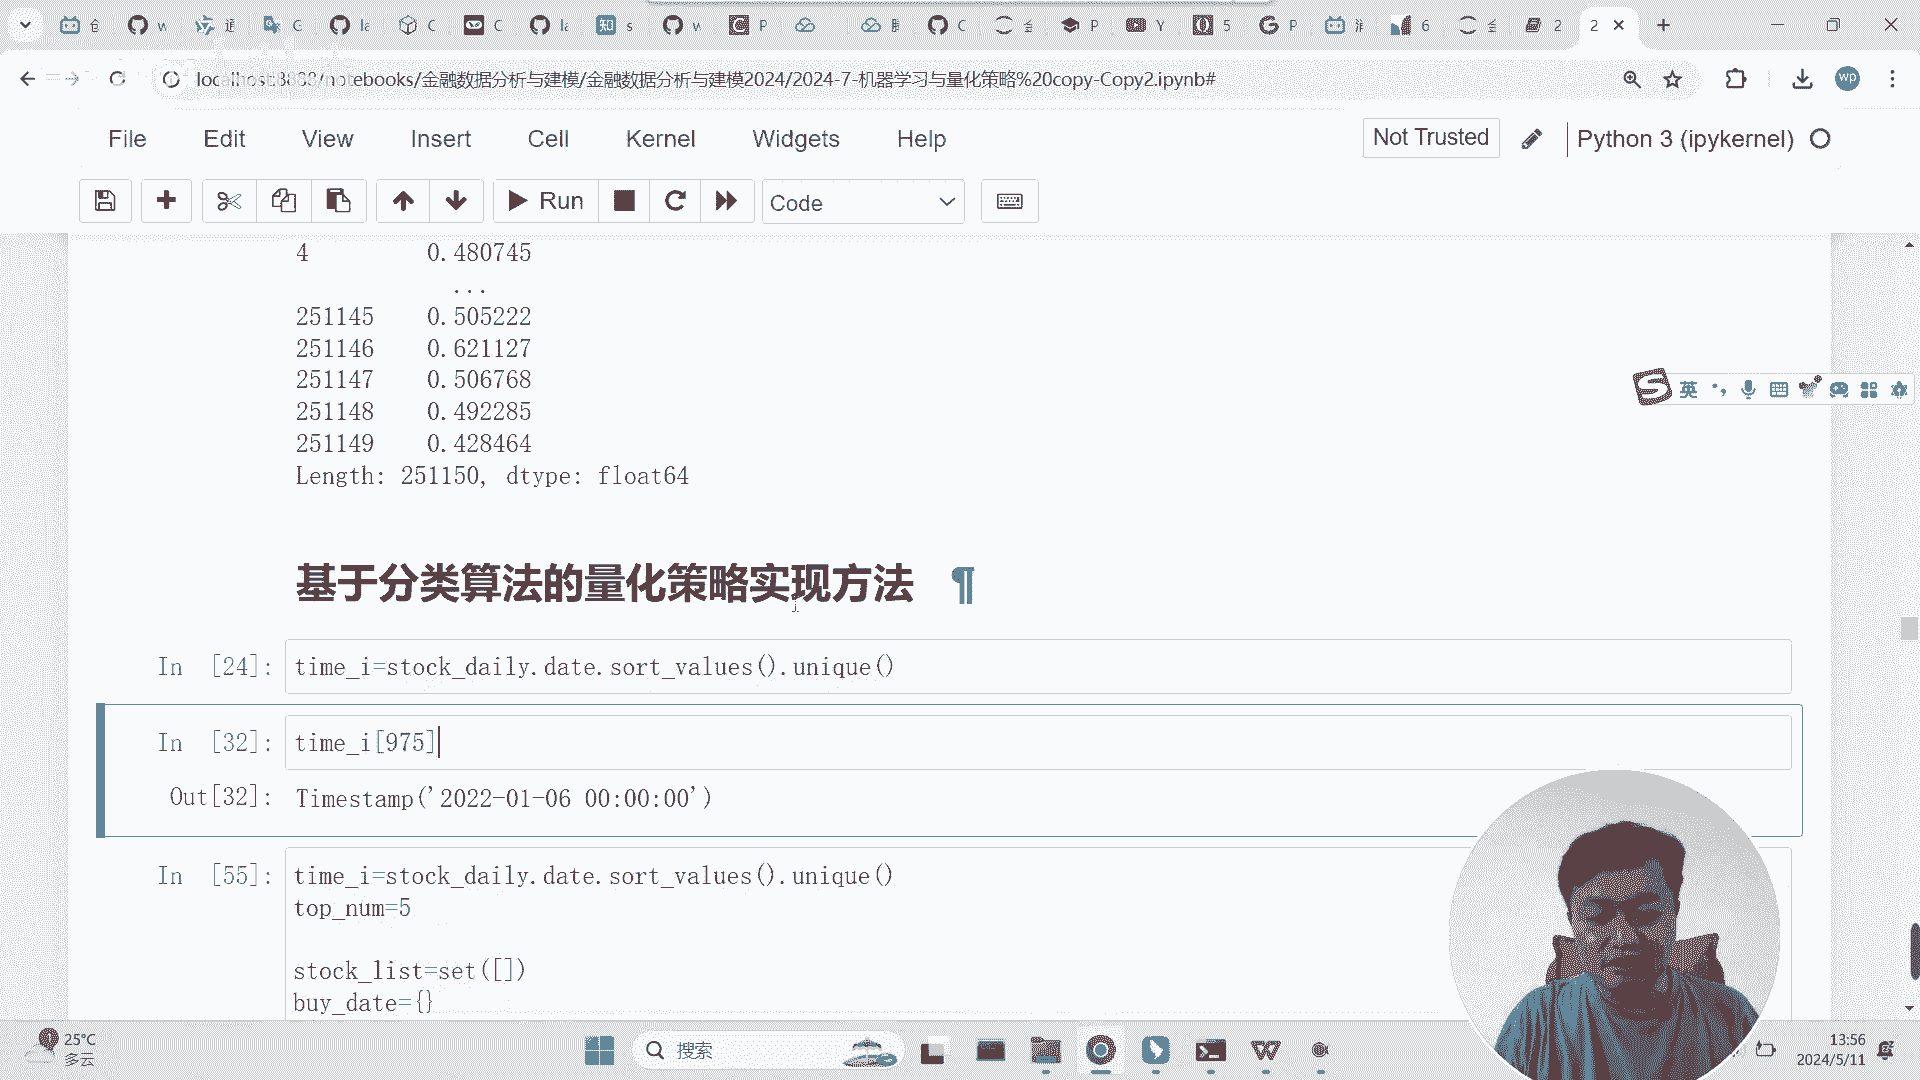 localhost:8888/notebooks/金融数据分析与建模/金融数据分析与建模2024/2024-7-机器学习与量化策略%20copy-Copy2.ipynb#
wp
File Edit View Insert Cell Kernel Widgets Help
Not Trusted
Python 3 (ipykernel)
Run
Code
4 0.480745
...
251145 0.505222
251146 0.621127
251147 0.506768
251148 0.492285
251149 0.428464
Length: 251150, dtype: float64
英
基于分类算法的量化策略实现方法 ¶
In [24]: time_i=stock_daily.date.sort_values().unique()
In [32]: time_i[975]
Out[32]: Timestamp('2022-01-06 00:00:00')
In [55]: time_i=stock_daily.date.sort_values().unique()
top_num=5
stock_list=set([])
buy_date={}
25°C
多云
搜索
13:56
2024/5/11